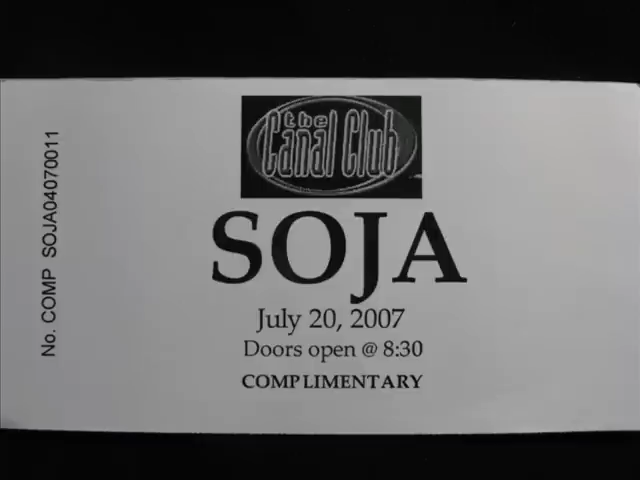 the
Canal Club
SOJA
July 20, 2007
Doors open @ 8:30
COMPLIMENTARY
No. COMP SOJA04070011